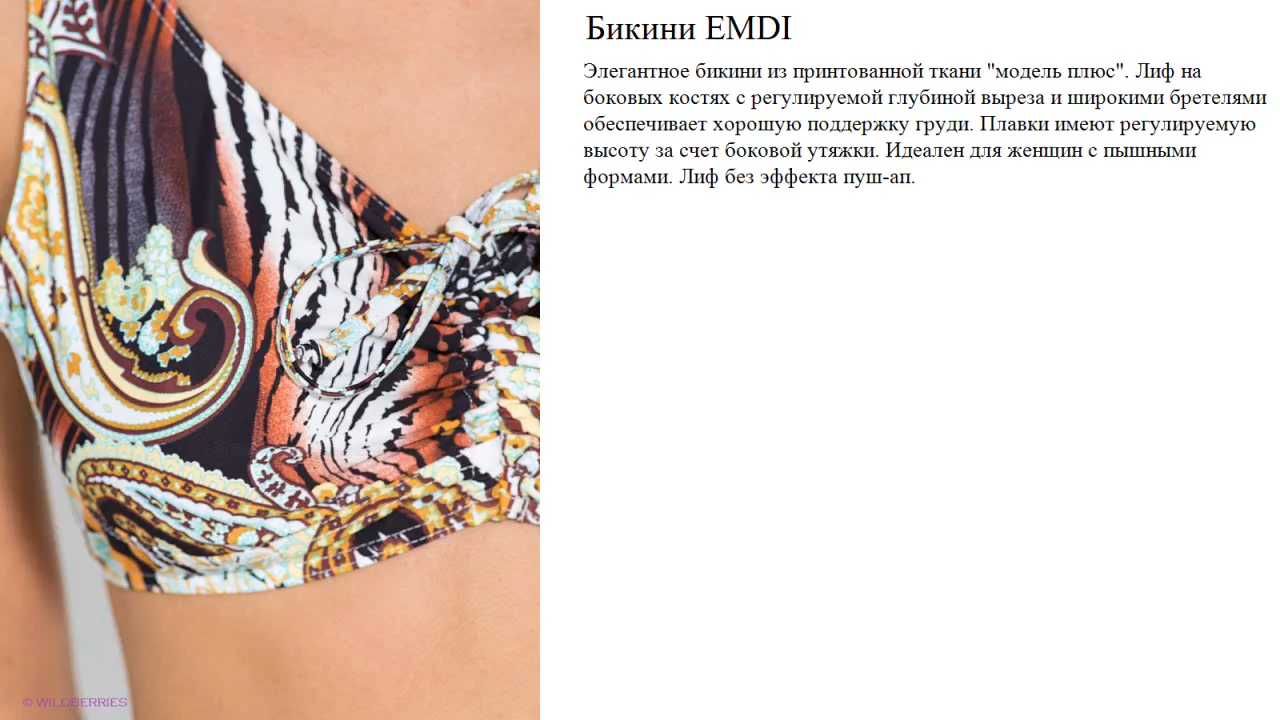 Бикини EMDI
Элегантное бикини из принтованной ткани "модель плюс". Лиф на
боковых костях с регулируемой глубиной выреза и широкими бретелями
обеспечивает хорошую поддержку груди. Плавки имеют регулируемую
высоту за счет боковой утяжки. Идеален для женщин с пышными
формами. Лиф без эффекта пуш-ап.
© WILDBERRIES